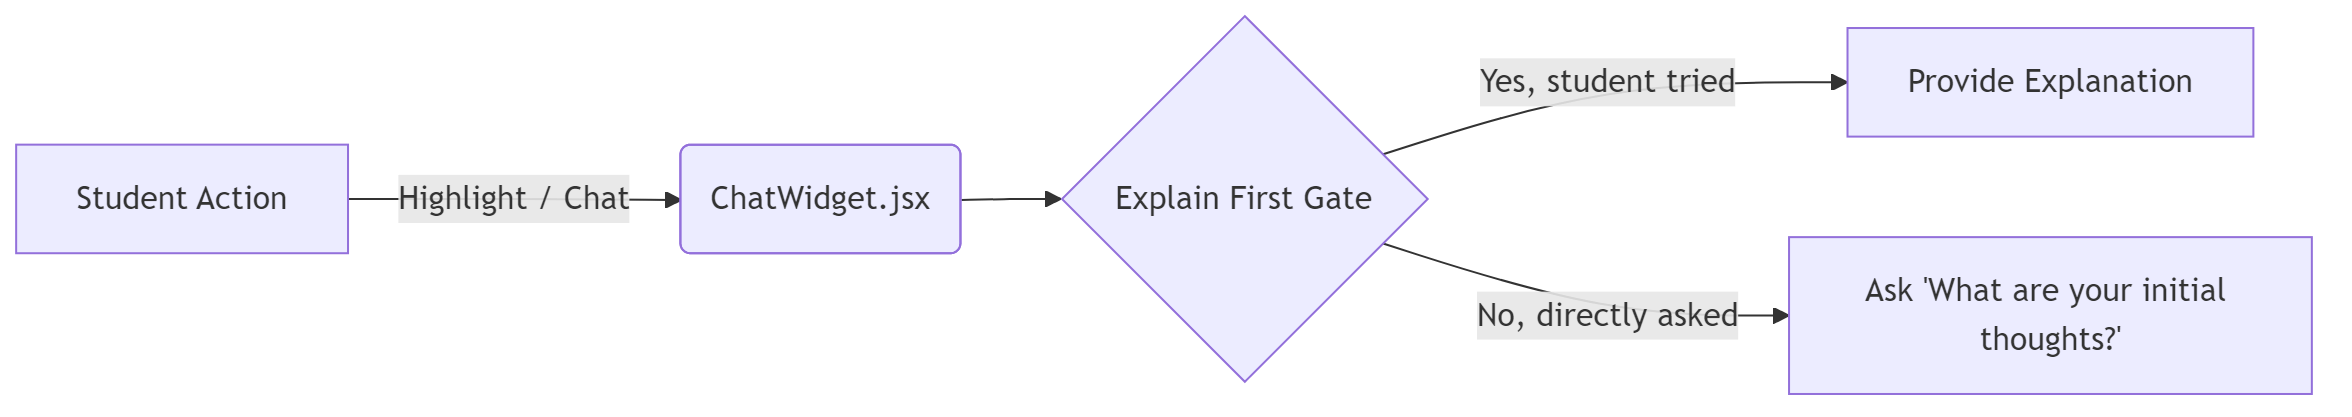 Student Action
Highlight / Chat
ChatWidget.jsx
Explain First Gate
Yes, student tried
Provide Explanation
No, directly asked
Ask 'What are your initial
thoughts?'